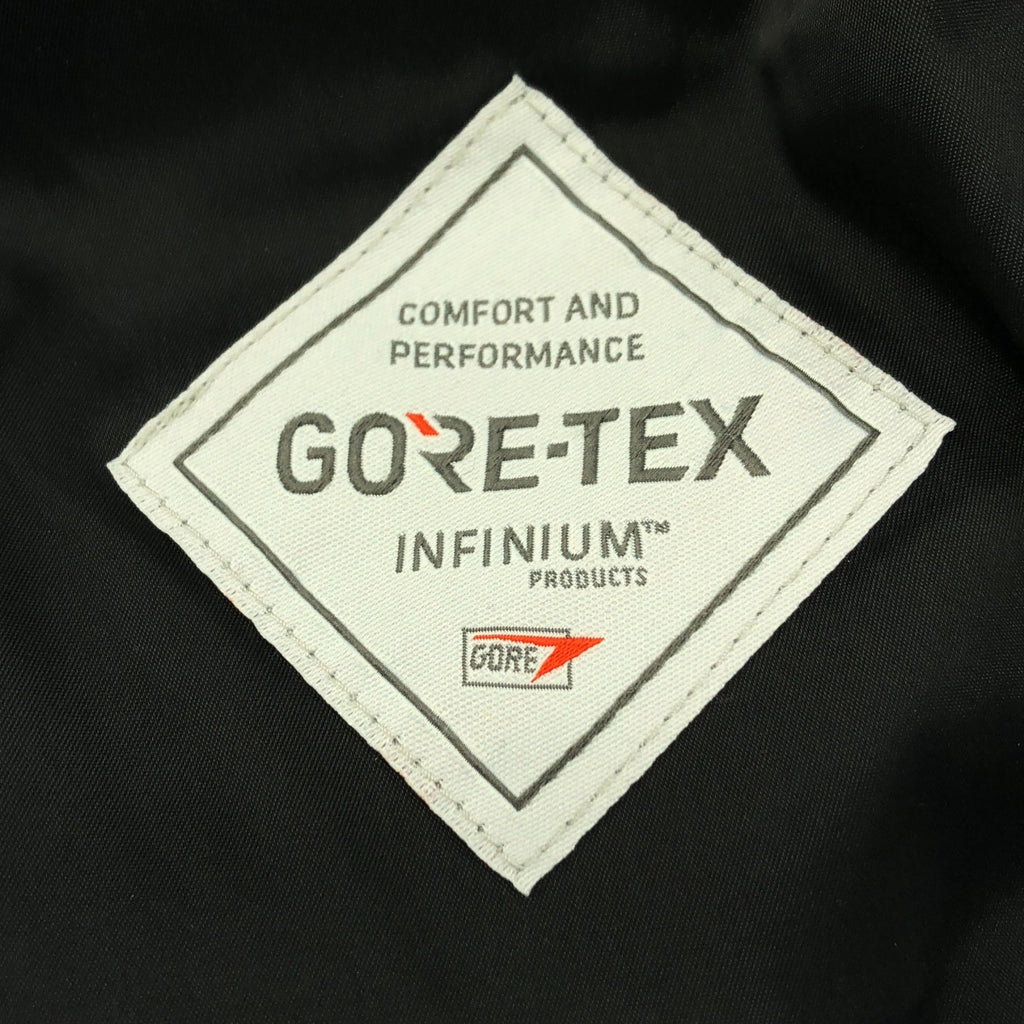 COMFORT AND
PERFORMANCE
GORE-TEX
INFINIUM™
PRODUCTS
GORE